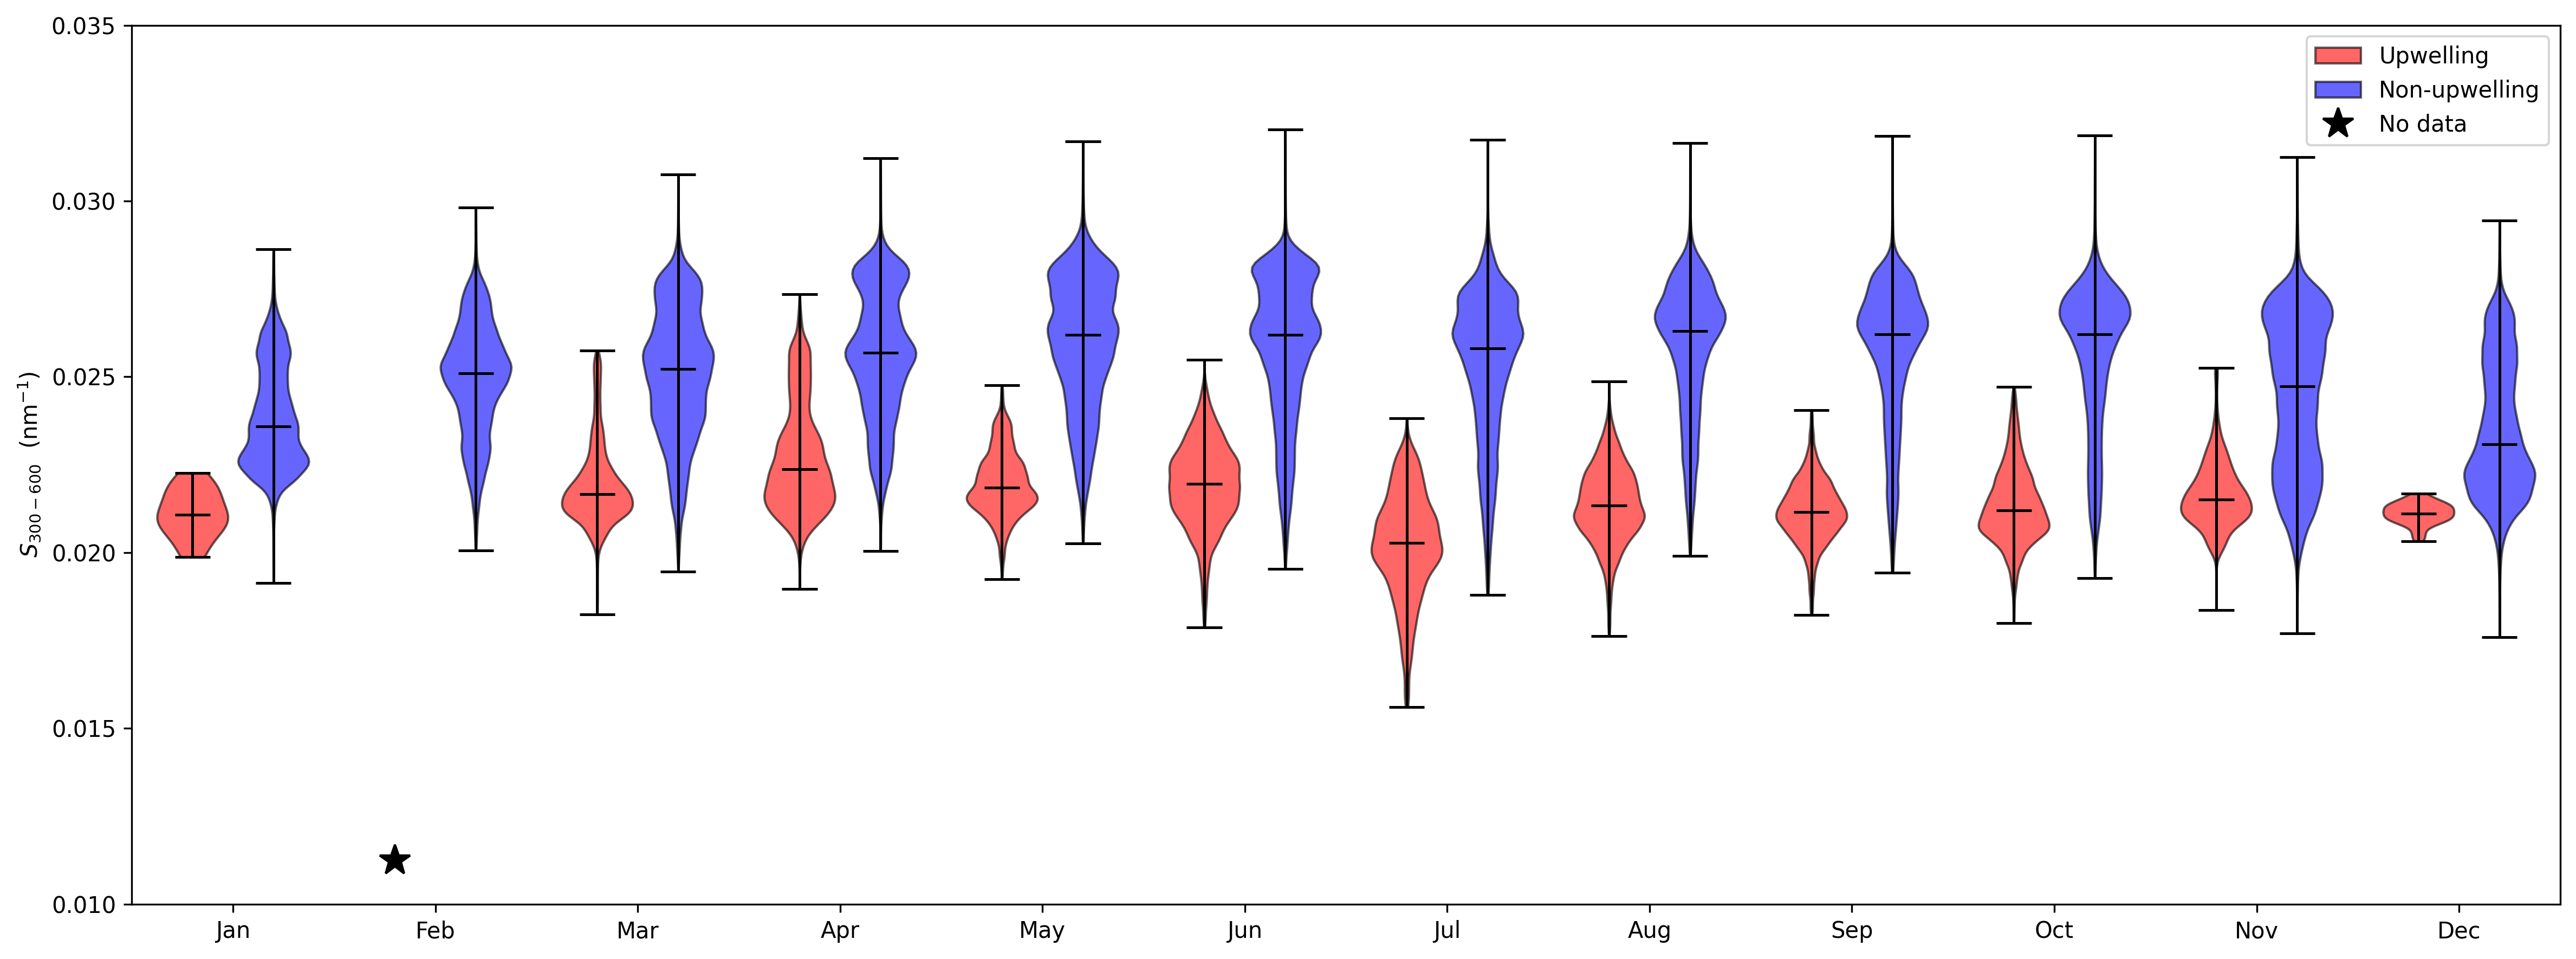 0.035
0.030
0.025
0.020
0.015
0.010
S300−600 (nm−1)
Upwelling
Non-upwelling
No data
Jan Feb Mar Apr May Jun Jul Aug Sep Oct Nov Dec